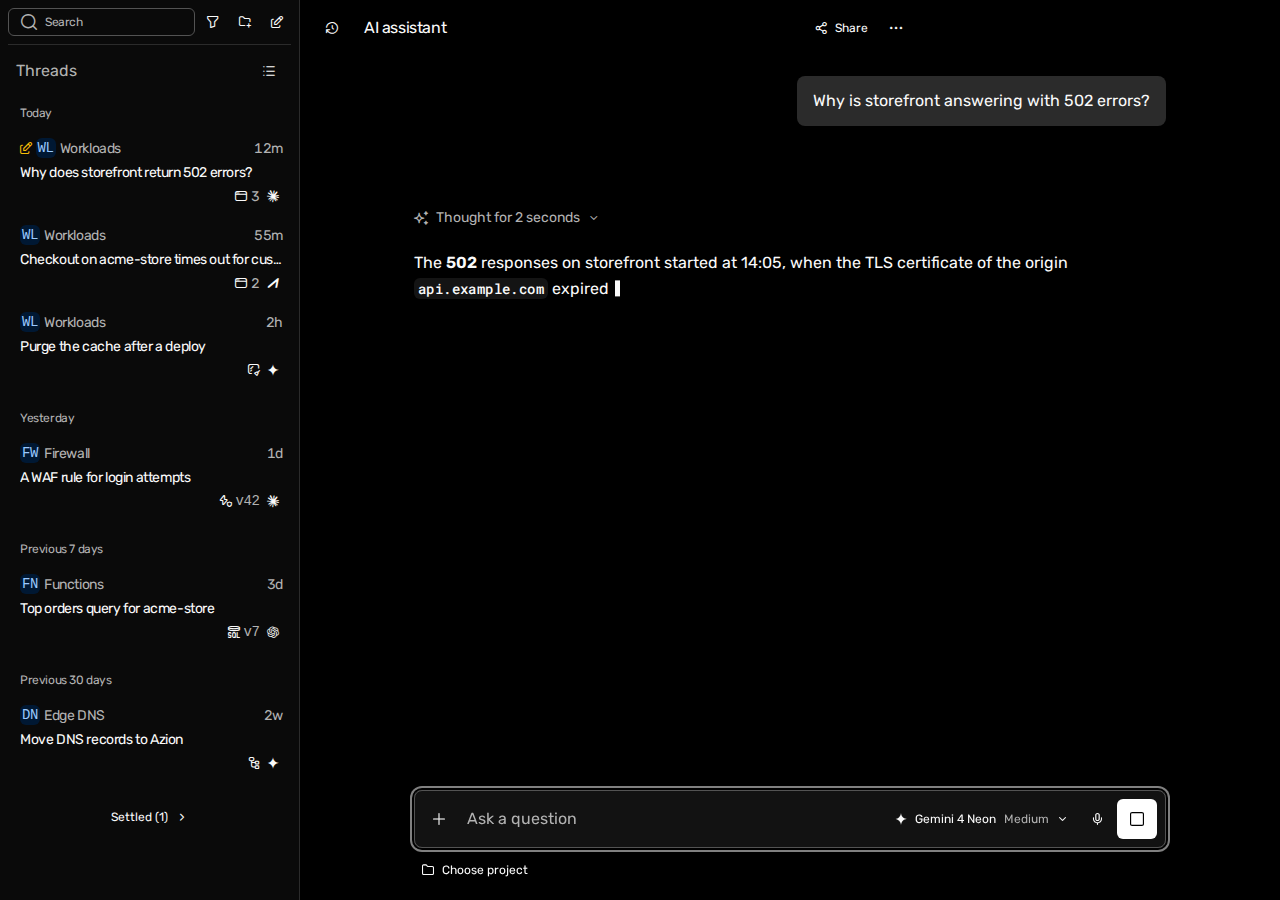 Search
Threads
Today
WL Workloads 12m
Why does storefront return 502 errors?
3
WL Workloads 55m
Checkout on acme-store times out for cus...
2
WL Workloads 2h
Purge the cache after a deploy
Yesterday
FW Firewall 1d
A WAF rule for login attempts
v42
Previous 7 days
FN Functions 3d
Top orders query for acme-store
SQL v7
Previous 30 days
DN Edge DNS 2w
Move DNS records to Azion
Settled (1)
AI assistant
Share
Why is storefront answering with 502 errors?
Thought for 2 seconds
The 502 responses on storefront started at 14:05, when the TLS certificate of the origin
api.example.com expired
Ask a question
Gemini 4 Neon Medium
Choose project